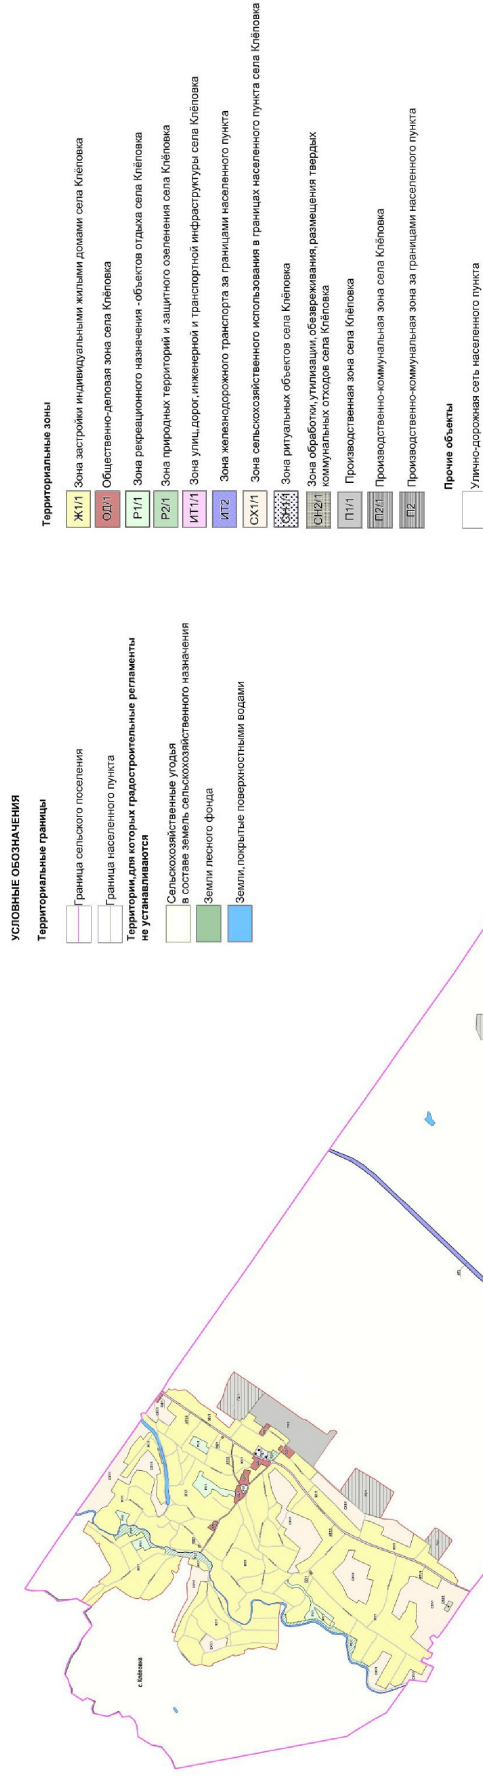 УСЛОВНЫЕ ОБОЗНАЧЕНИЯ
Территориальные границы
Граница сельского поселения
Граница населенного пункта
Территории,для которых градостроительные регламенты
не устанавливаются
Сельскохозяйственные угодья
в составе земель сельскохозяйственного назначения
Земли лесного фонда
Земли,покрытые поверхностными водами
Территориальные зоны
Ж1/1 Зона застройки индивидуальными жилыми домами села Клёповка
ОД/1 Общественно-деловая зона села Клёповка
Р1/1 Зона рекреационного назначения -объектов отдыха села Клёповка
Р2/1 Зона природных территорий и защитного озеленения села Клёповка
ИТ1/1 Зона улиц,дорог,инженерной и транспортной инфраструктуры села Клёповка
ИТ2 Зона железнодорожного транспорта за границами населенного пункта
СХ1/1 Зона сельскохозяйственного использования в границах населенного пункта села Клёповка
СН1/1 Зона ритуальных объектов села Клёповка
СН2/1 Зона обработки,утилизации,обезвреживания,размещения твердых
коммунальных отходов села Клёповка
П1/1 Производственная зона села Клёповка
П2/1 Производственно-коммунальная зона села Клёповка
П2 Производственно-коммунальная зона за границами населенного пункта
Прочие объекты
Улично-дорожная сеть населенного пункта
с. Клёповка